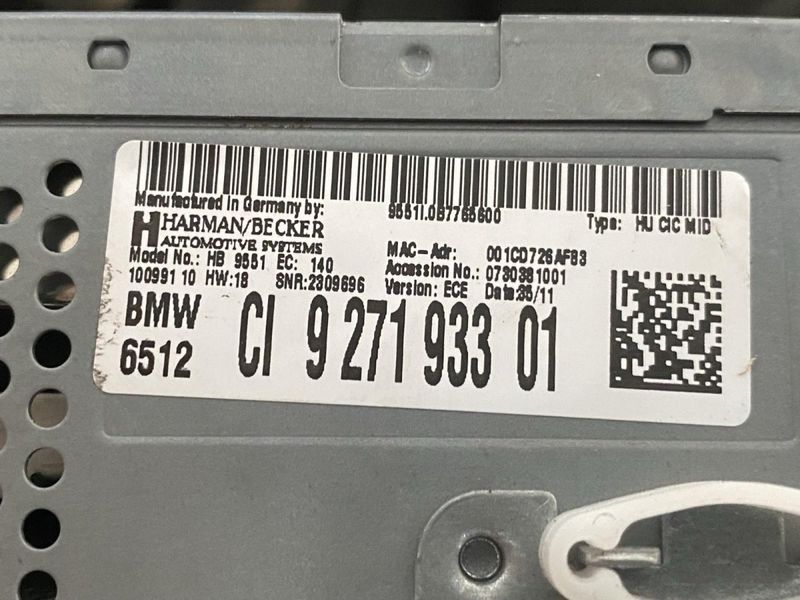 Manufactured in Germany by: 9551I.0B7765600 Type: HU CIC MID
HARMAN/BECKER
AUTOMOTIVE SYSTEMS
MAC-Adr: 001CD726AF83
Model No.: HB 9551 EC: 140 Accession No.: 0730381001
100991 10 HW:18 SNR:2309696 Version: ECE Date:35/11
BMW
6512 CI 9 271 933 01